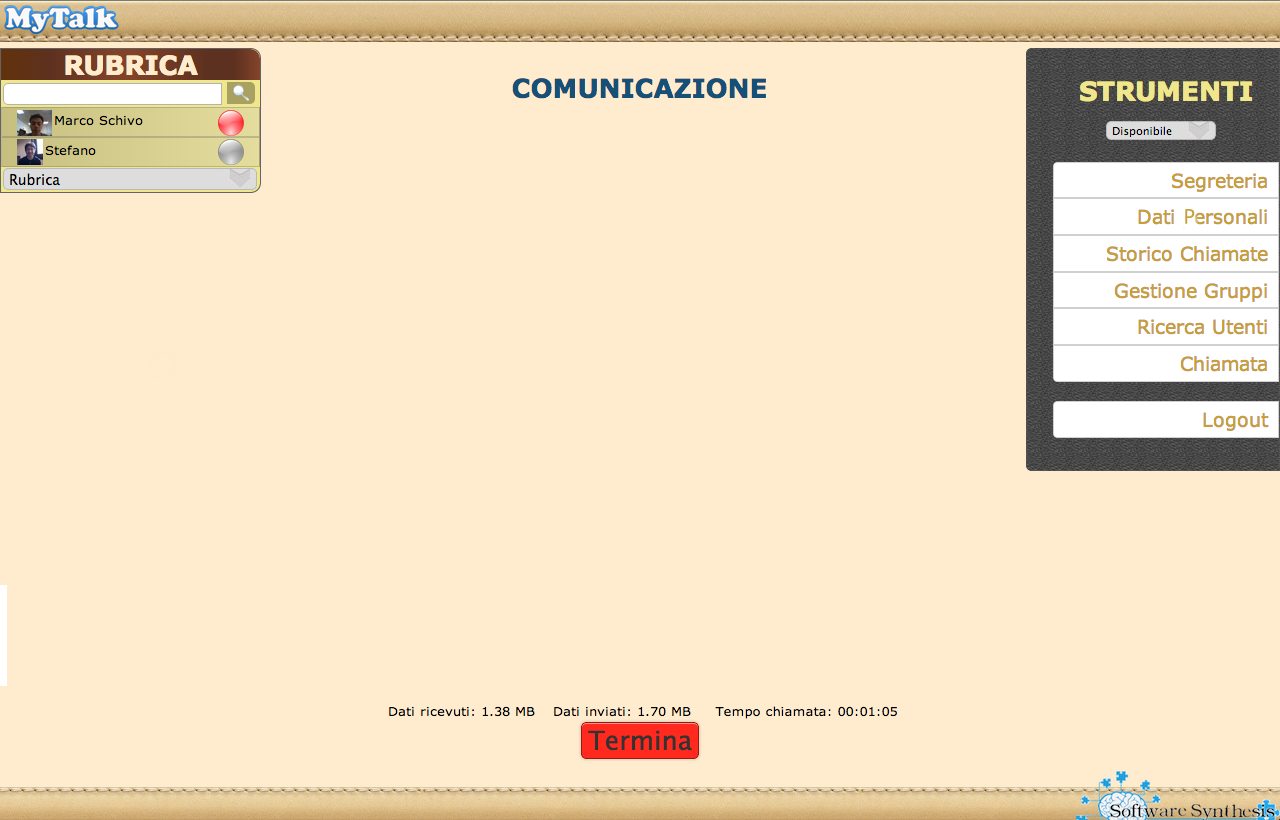 MyTalk
RUBRICA
Marco Schivo
Stefano
Rubrica
COMUNICAZIONE
Dati ricevuti: 1.38 MB Dati inviati: 1.70 MB Tempo chiamata: 00:01:05
Termina
STRUMENTI
Disponibile
Segreteria
Dati Personali
Storico Chiamate
Gestione Gruppi
Ricerca Utenti
Chiamata
Logout
Software Synthesis